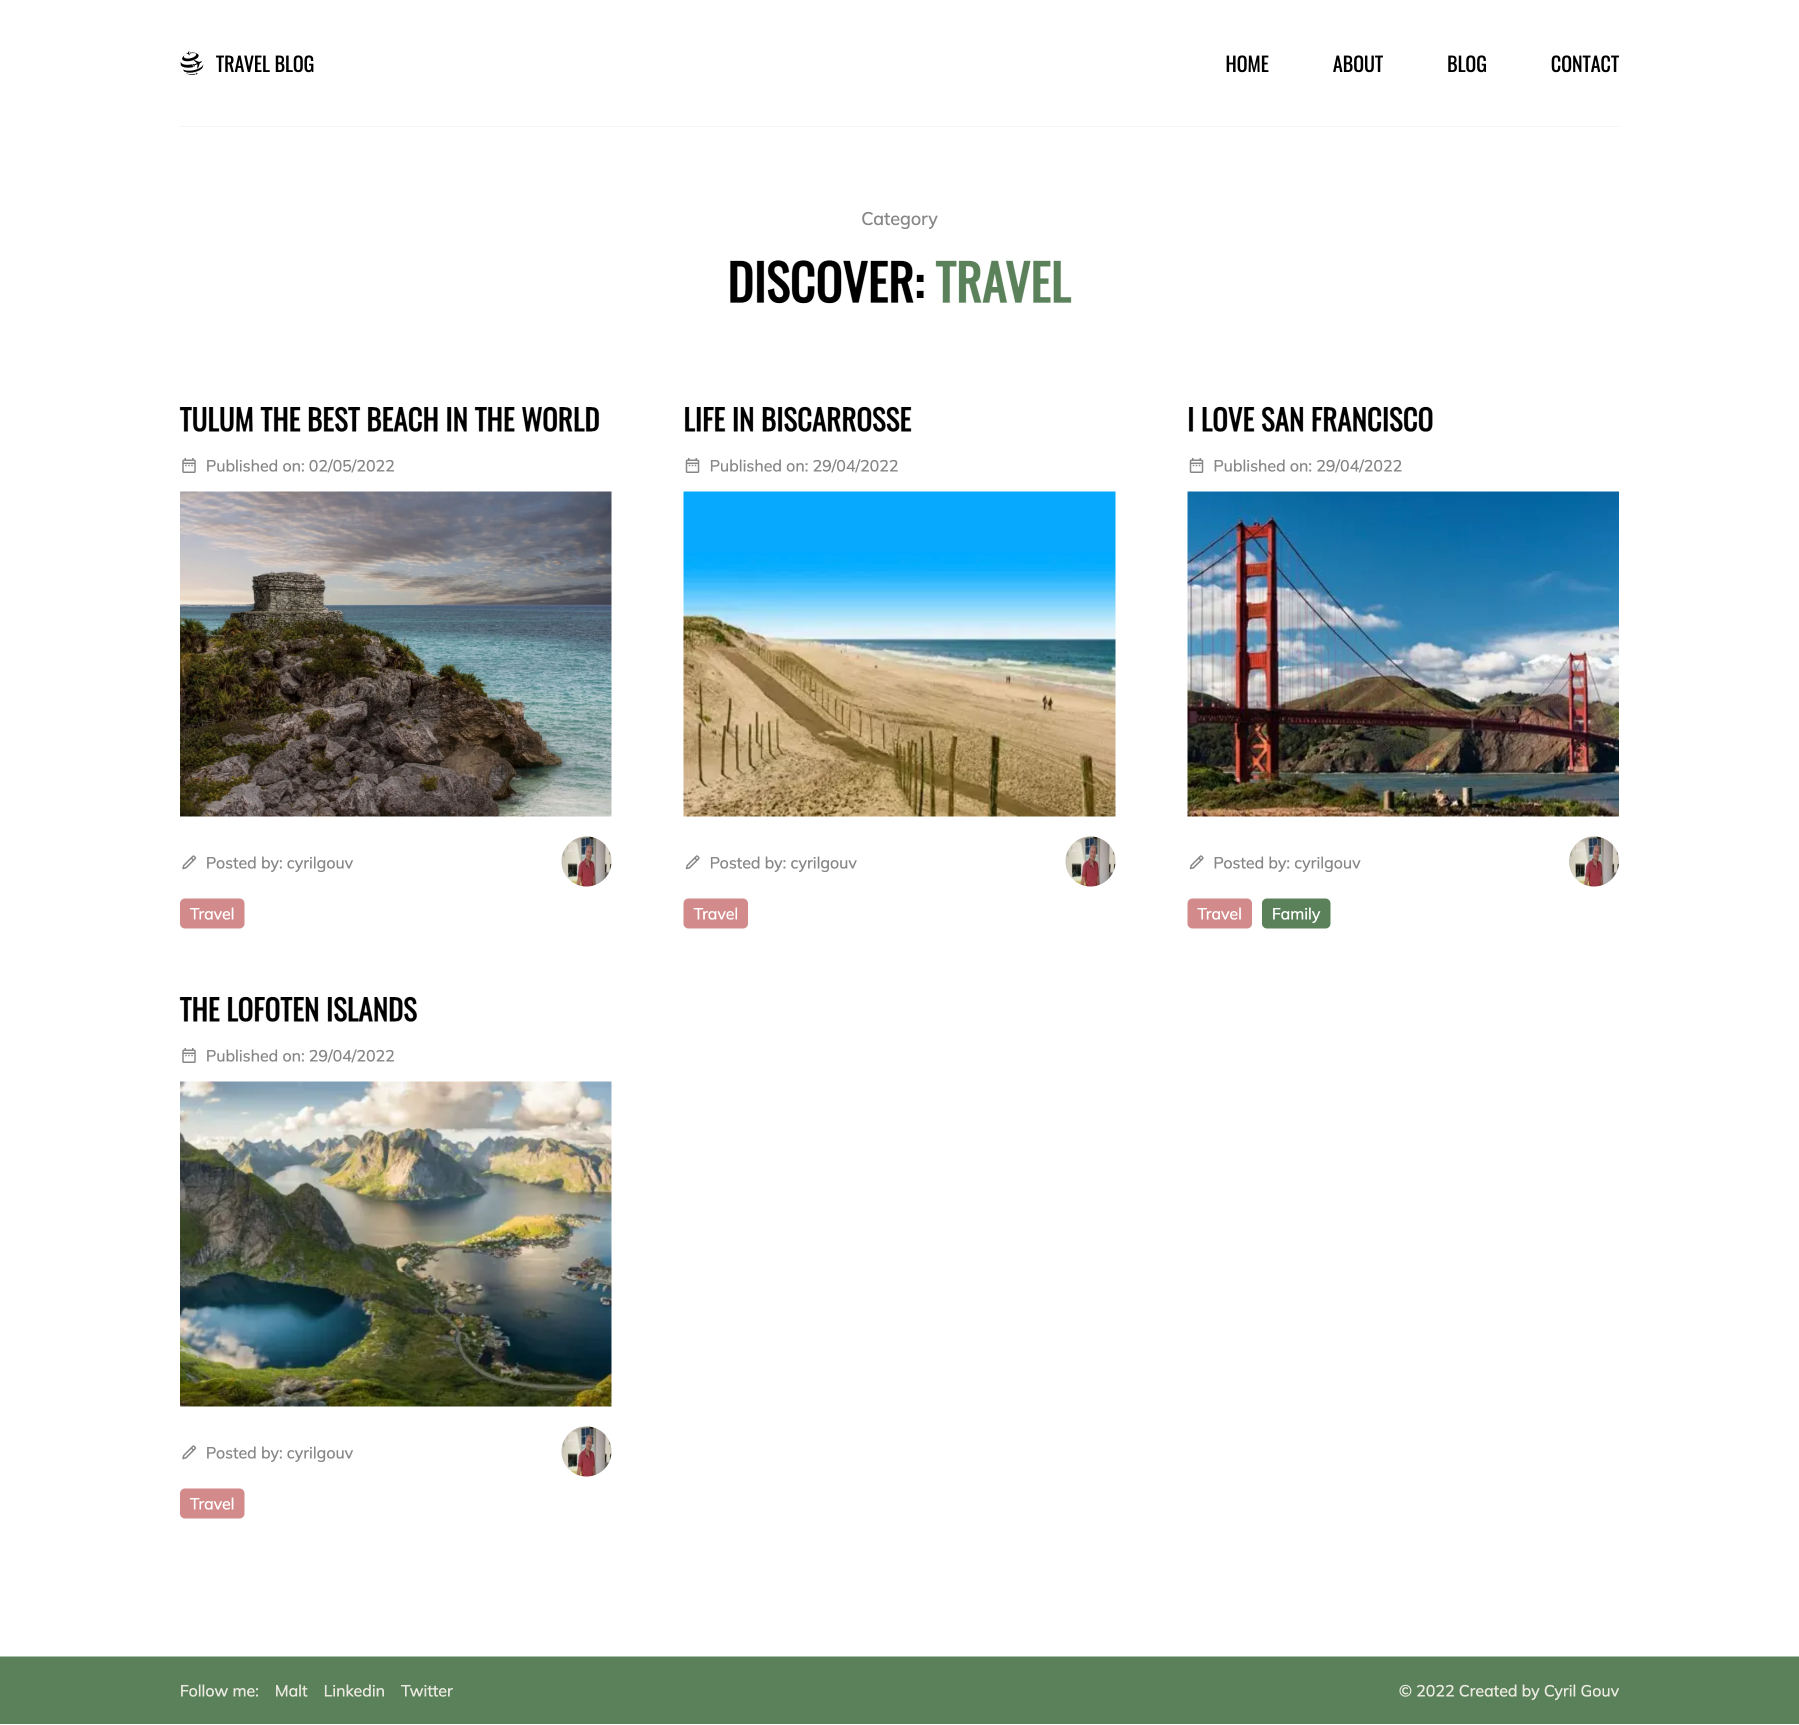 TRAVEL BLOG
HOME
ABOUT
BLOG
CONTACT
Category
DISCOVER: TRAVEL
TULUM THE BEST BEACH IN THE WORLD
Published on: 02/05/2022
Posted by: cyrilgouv
Travel
LIFE IN BISCARROSSE
Published on: 29/04/2022
Posted by: cyrilgouv
Travel
I LOVE SAN FRANCISCO
Published on: 29/04/2022
Posted by: cyrilgouv
Travel Family
THE LOFOTEN ISLANDS
Published on: 29/04/2022
Posted by: cyrilgouv
Travel
Follow me: Malt Linkedin Twitter
© 2022 Created by Cyril Gouv